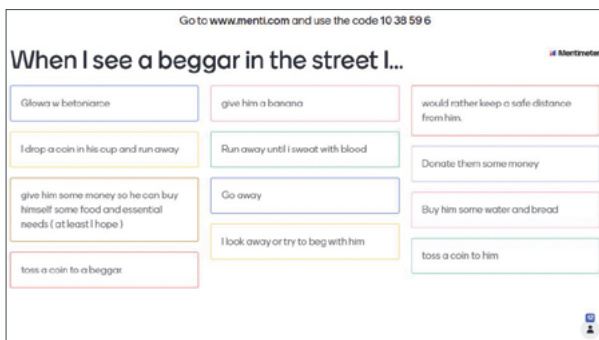 Go to www.menti.com and use the code 10 38 59 6
When I see a beggar in the street I...
Mentimeter
Głowa w betoniarce
I drop a coin in his cup and run away
give him some money so he can buy
himself some food and essential
needs ( at least I hope )
toss a coin to a beggar.
give him a banana
Run away until i sweat with blood
Go away
I look away or try to beg with him
would rather keep a safe distance
from him.
Donate them some money
Buy him some water and bread
toss a coin to him
12